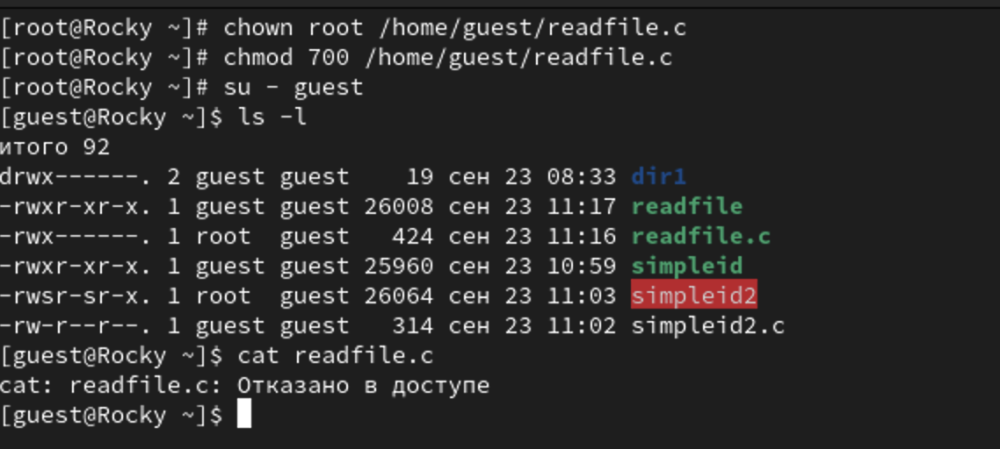 [root@Rocky ~]# chown root /home/guest/readfile.c
[root@Rocky ~]# chmod 700 /home/guest/readfile.c
[root@Rocky ~]# su - guest
[guest@Rocky ~]$ ls -l
итого 92
drwx------. 2 guest guest    19 сен 23 08:33 dir1
-rwxr-xr-x. 1 guest guest 26008 сен 23 11:17 readfile
-rwx------. 1 root  guest   424 сен 23 11:16 readfile.c
-rwxr-xr-x. 1 guest guest 25960 сен 23 10:59 simpleid
-rwsr-sr-x. 1 root  guest 26064 сен 23 11:03 simpleid2
-rw-r--r--. 1 guest guest   314 сен 23 11:02 simpleid2.c
[guest@Rocky ~]$ cat readfile.c
cat: readfile.c: Отказано в доступе
[guest@Rocky ~]$